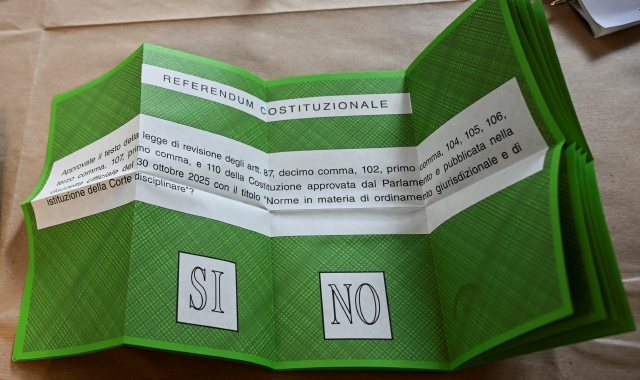 REFERENDUM COSTITUZIONALE
Approvate il testo della legge di revisione degli artt. 87, decimo comma, 102, primo comma, 104, 105, 106,
terzo comma, 107, primo comma, e 110 della Costituzione approvata dal Parlamento e pubblicata nella
Gazzetta Ufficiale del 30 ottobre 2025 con il titolo "Norme in materia di ordinamento giurisdizionale e di
istituzione della Corte disciplinare"?
SI NO